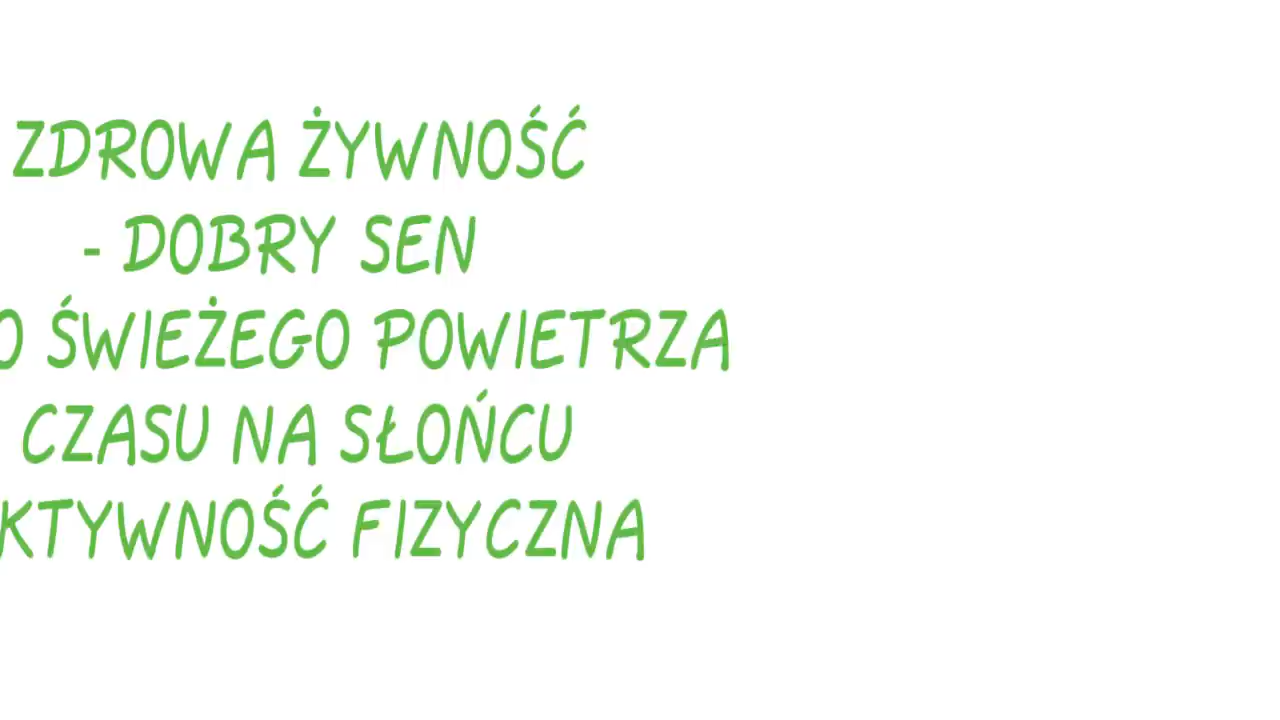 ZDROWA ŻYWNOŚĆ
- DOBRY SEN
O ŚWIEŻEGO POWIETRZA
CZASU NA SŁOŃCU
KTYWNOŚĆ FIZYCZNA